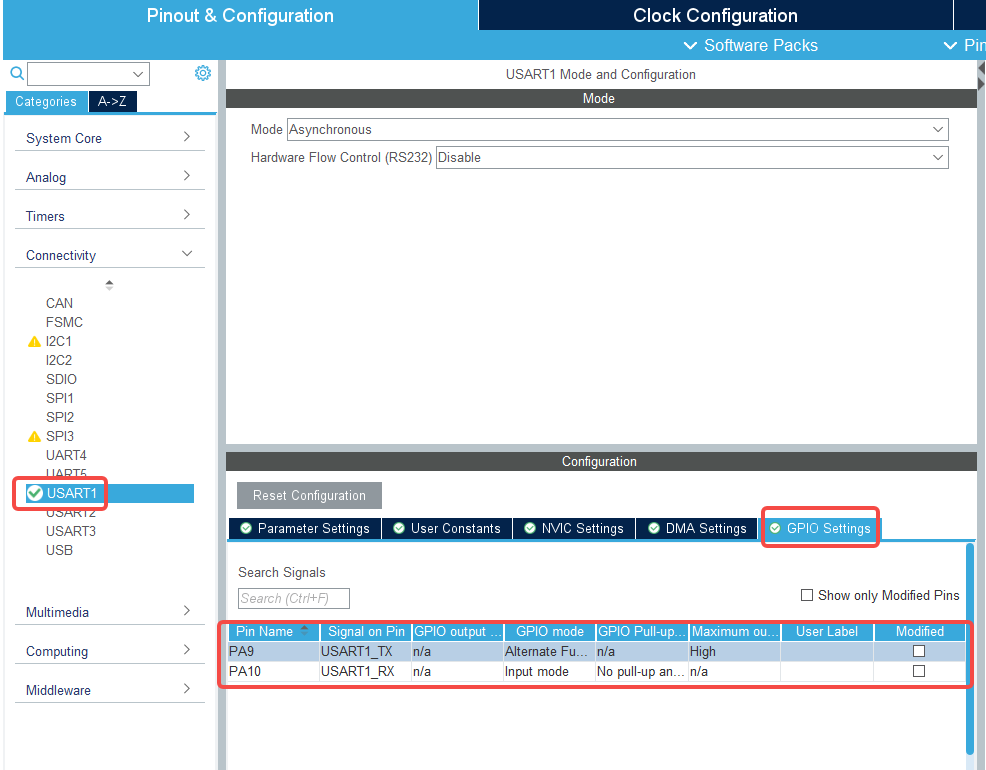 Pinout & Configuration
Clock Configuration
Software Packs
Pin
Categories
A->Z
System Core
Analog
Timers
Connectivity
CAN
FSMC
I2C1
I2C2
SDIO
SPI1
SPI2
SPI3
UART4
UART5
USART1
USART2
USART3
USB
Multimedia
Computing
Middleware
USART1 Mode and Configuration
Mode
Mode Asynchronous
Hardware Flow Control (RS232) Disable
Configuration
Reset Configuration
Parameter Settings User Constants NVIC Settings DMA Settings GPIO Settings
Search Signals
Search (Ctrl+F)
Show only Modified Pins
Pin Name Signal on Pin GPIO output ... GPIO mode GPIO Pull-up... Maximum ou... User Label Modified
PA9 USART1_TX n/a Alternate Fu... n/a High
PA10 USART1_RX n/a Input mode No pull-up an... n/a